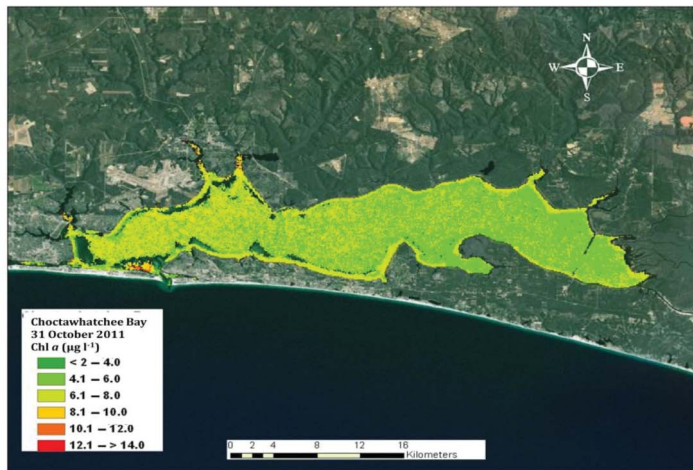 N
W E
S
Choctawhatchee Bay
31 October 2011
Chl a (µg l-1)
< 2 – 4.0
4.1 – 6.0
6.1 – 8.0
8.1 – 10.0
10.1 – 12.0
12.1 – > 14.0
0 2 4 8 12 16
Kilometers